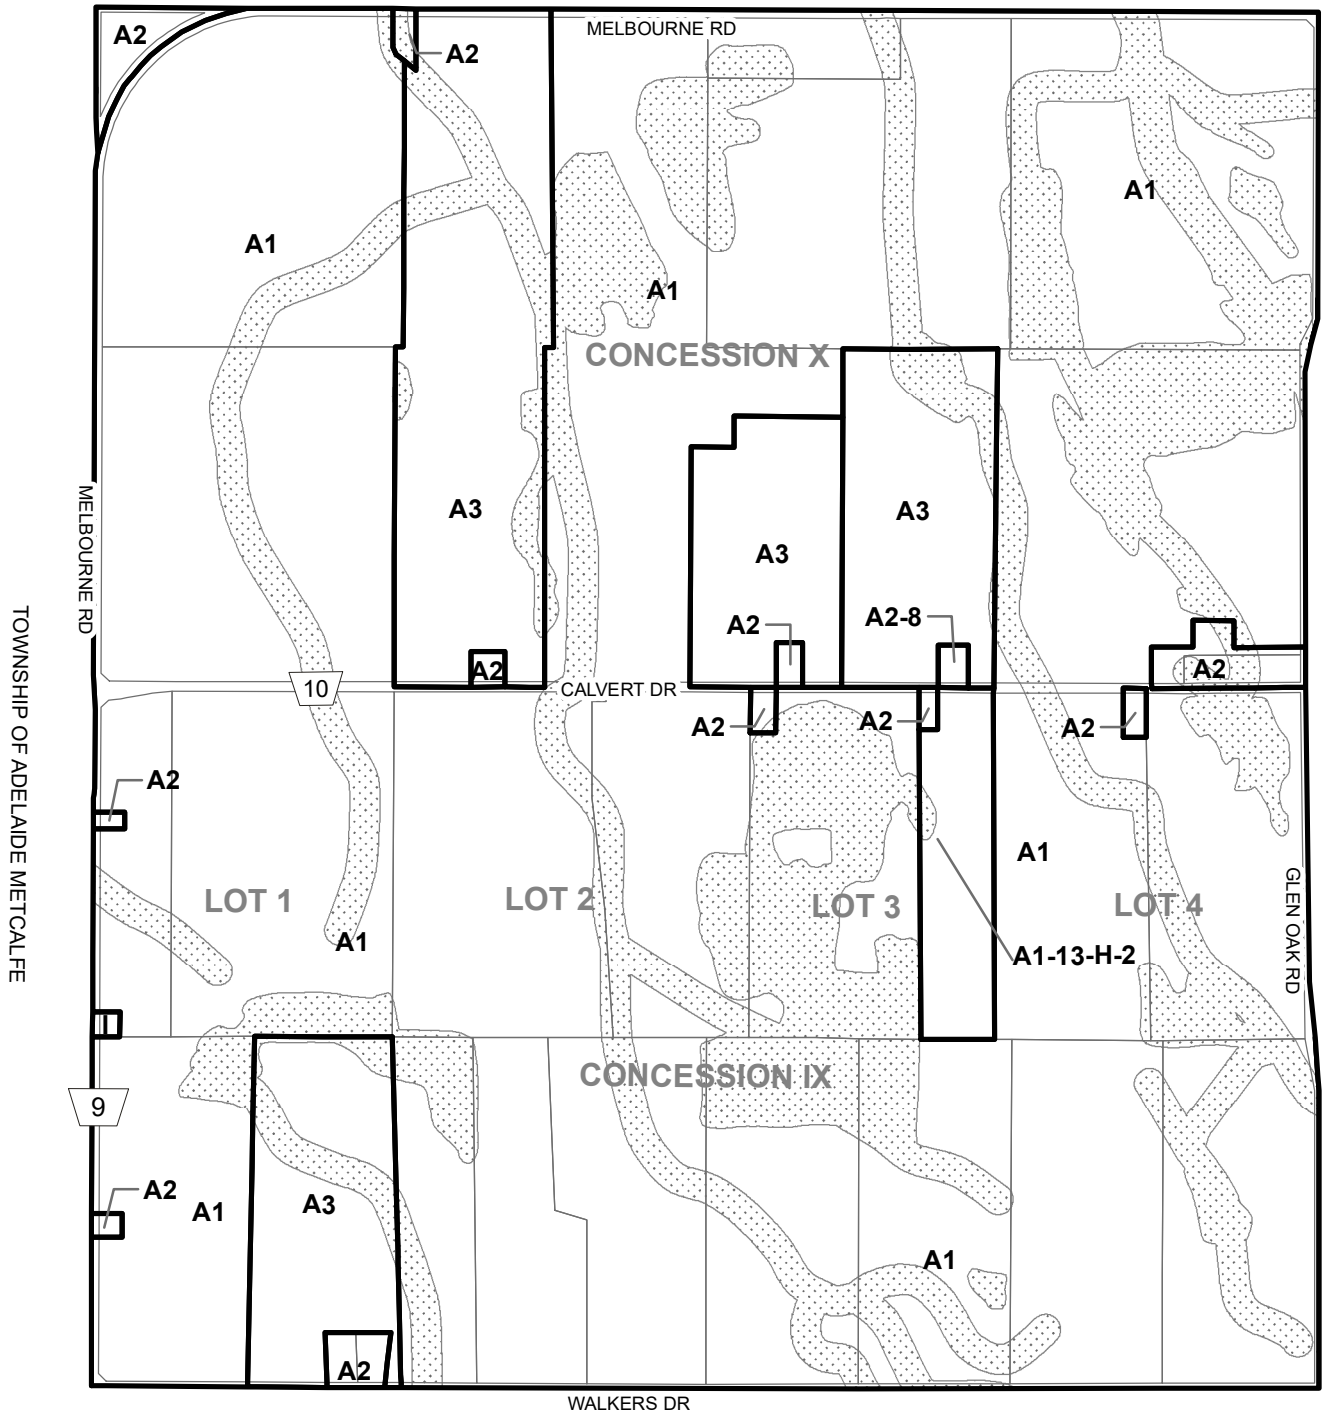 MELBOURNE RD
A2
A2
A1
A1
A1
CONCESSION X
A3
A3
A3
MELBOURNE RD
TOWNSHIP OF ADELAIDE METCALFE
A2-8
A2
A2
A2
10
CALVERT DR
A2
A2
A2
A2
A1
LOT 1
LOT 2
LOT 3
LOT 4
GLEN OAK RD
A1
A1-13-H-2
CONCESSION IX
9
A2
A1
A3
A1
A2
WALKERS DR